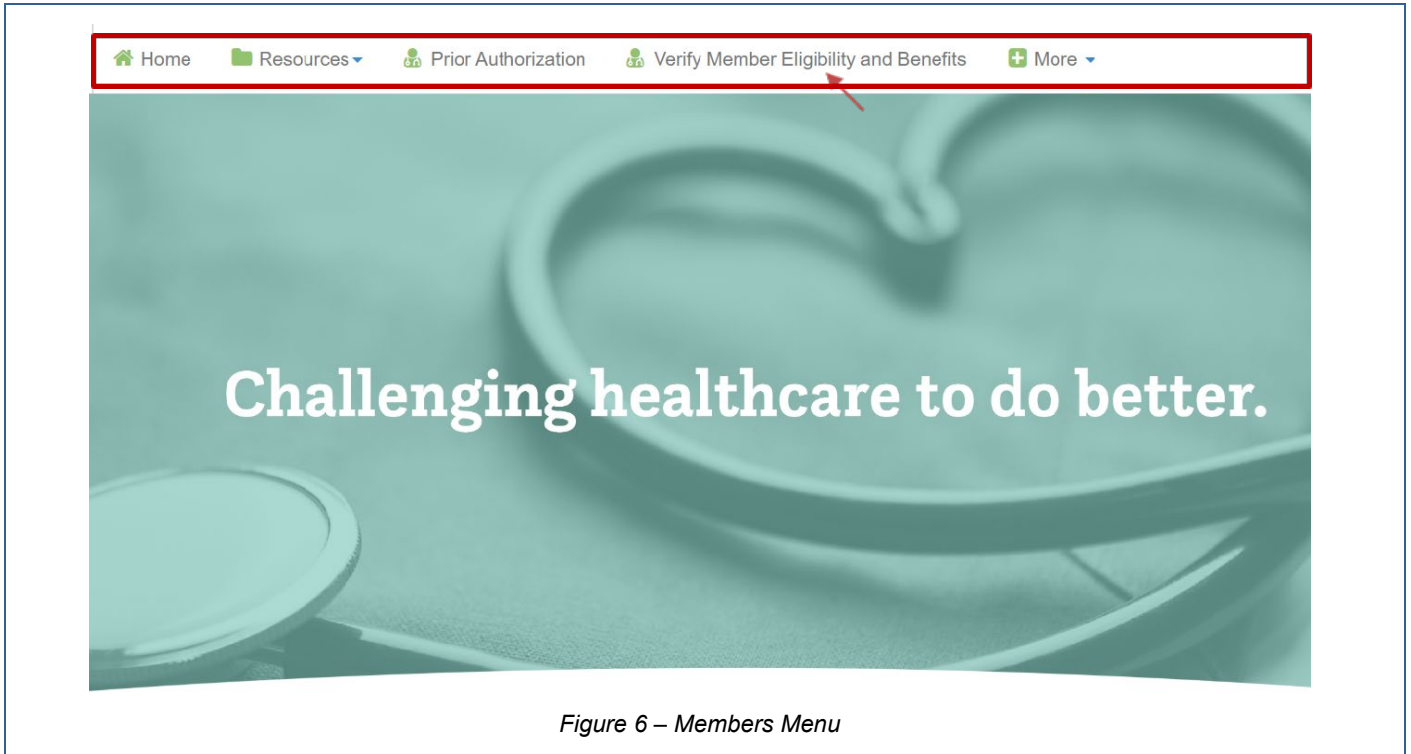 Home Resources Prior Authorization Verify Member Eligibility and Benefits More
Challenging healthcare to do better.
Figure 6 – Members Menu